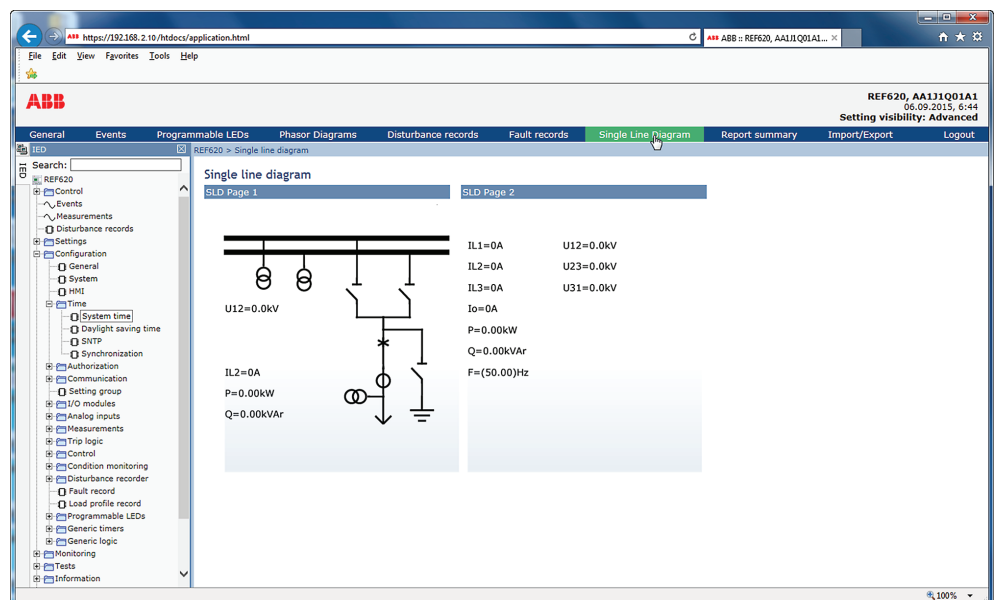 https://192.168.2.10/htdocs/application.html
ABB ABB :: REF620, AA1J1Q01A1...
File Edit View Favorites Tools Help
ABB
REF620, AA1J1Q01A1
06.09.2015, 6:44
Setting visibility: Advanced
General Events Programmable LEDs Phasor Diagrams Disturbance records Fault records Single Line Diagram Report summary Import/Export Logout
IED
REF620 > Single line diagram
IED
Search:
REF620
Control
Events
Measurements
Disturbance records
Settings
Configuration
General
System
HMI
Time
System time
Daylight saving time
SNTP
Synchronization
Authorization
Communication
Setting group
I/O modules
Analog inputs
Measurements
Trip logic
Control
Condition monitoring
Disturbance recorder
Fault record
Load profile record
Programmable LEDs
Generic timers
Generic logic
Monitoring
Tests
Information
Single line diagram
SLD Page 1
U12=0.0kV
IL2=0A
P=0.00kW
Q=0.00kVAr
SLD Page 2
IL1=0A U12=0.0kV
IL2=0A U23=0.0kV
IL3=0A U31=0.0kV
Io=0A
P=0.00kW
Q=0.00kVAr
F=(50.00)Hz
100%